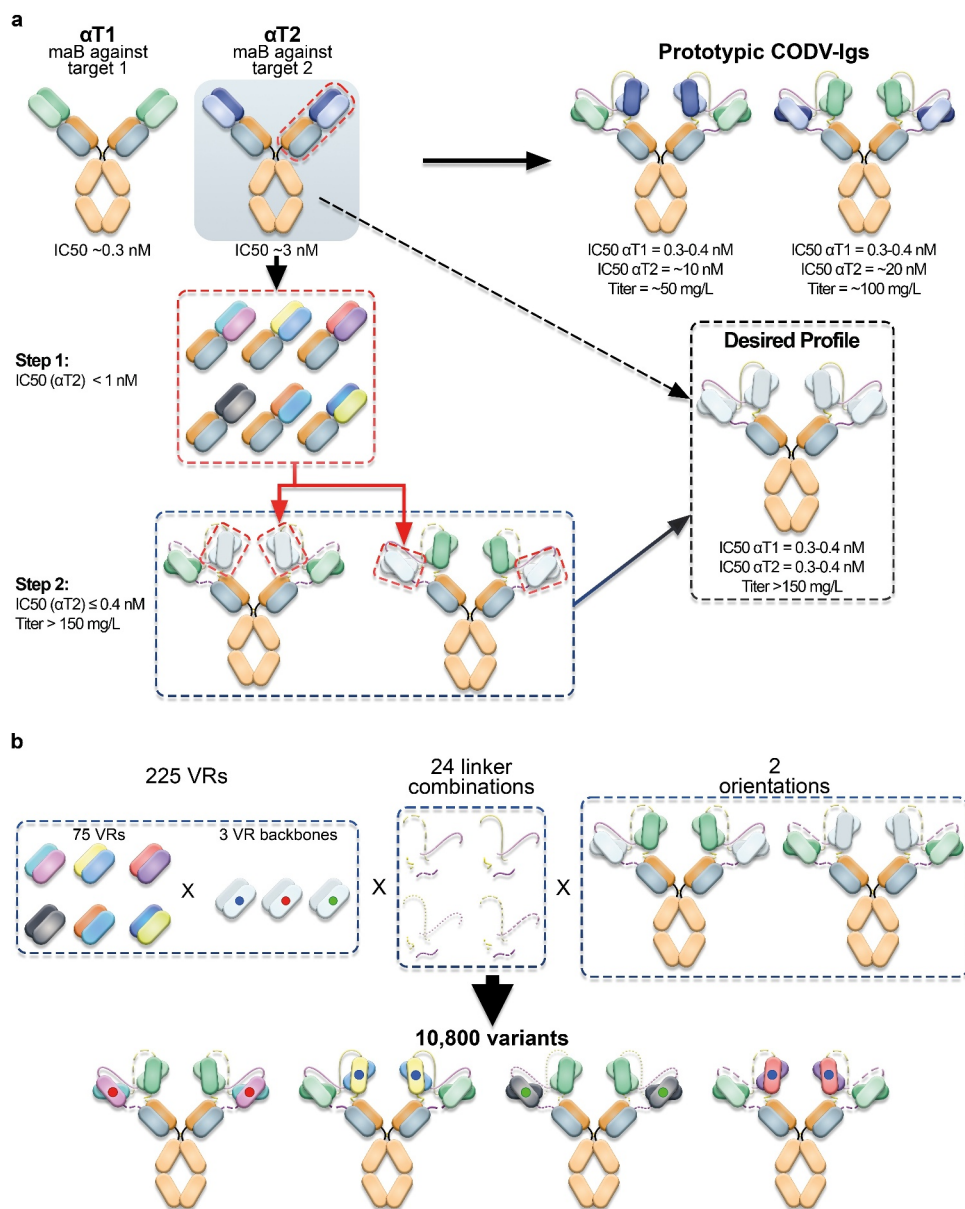 a
αT1
maB against
target 1
αT2
maB against
target 2
Prototypic CODV-Igs
IC50 ~0.3 nM
IC50 ~3 nM
IC50 αT1 = 0.3-0.4 nM
IC50 αT2 = ~10 nM
Titer = ~50 mg/L
IC50 αT1 = 0.3-0.4 nM
IC50 αT2 = ~20 nM
Titer = ~100 mg/L
Step 1:
IC50 (αT2) < 1 nM
Desired Profile
IC50 αT1 = 0.3-0.4 nM
IC50 αT2 = 0.3-0.4 nM
Titer >150 mg/L
Step 2:
IC50 (αT2) ≤ 0.4 nM
Titer > 150 mg/L
b
225 VRs
24 linker
combinations
2
orientations
75 VRs
3 VR backbones
X
X
X
10,800 variants